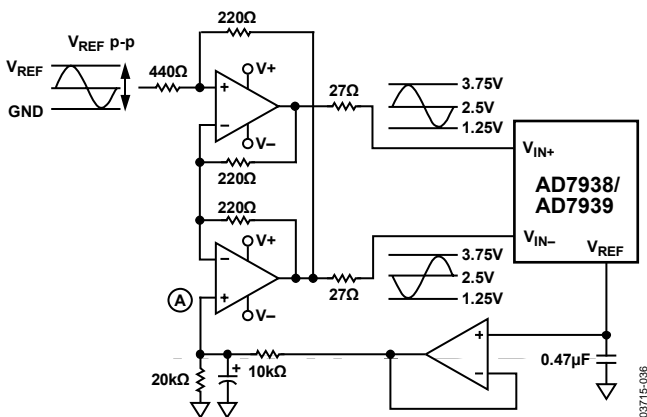 220Ω
VREF p-p
VREF
GND
440Ω
V+
+
–
V–
27Ω
3.75V
2.5V
1.25V
220Ω
220Ω
VIN+
AD7938/
AD7939
VIN–
VREF
V+
–
+
V–
A
27Ω
3.75V
2.5V
1.25V
+
–
0.47µF
20kΩ
+
10kΩ
03715-036